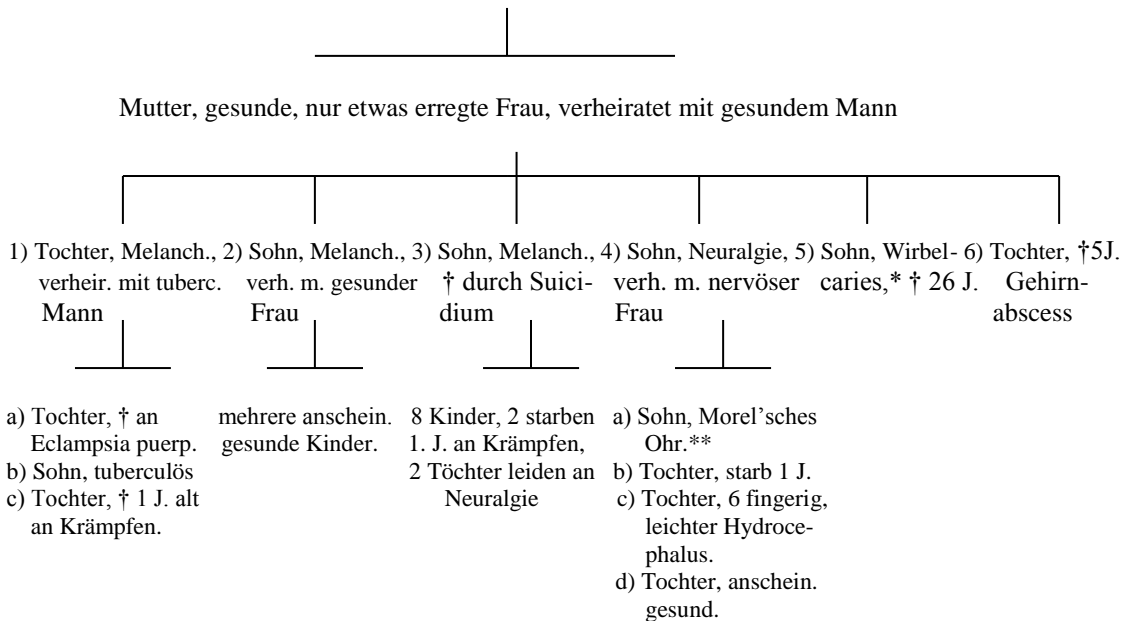 Mutter, gesunde, nur etwas erregte Frau, verheiratet mit gesundem Mann
1) Tochter, Melanch.,
verheir. mit tuberc.
Mann
2) Sohn, Melanch.,
verh. m. gesunder
Frau
3) Sohn, Melanch.,
† durch Suici-
dium
4) Sohn, Neuralgie,
verh. m. nervöser
Frau
5) Sohn, Wirbel-
caries,* † 26 J.
6) Tochter, †5J.
Gehirn-
abscess
a) Tochter, † an
Eclampsia puerp.
b) Sohn, tuberculös
c) Tochter, † 1 J. alt
an Krämpfen.
mehrere anschein.
gesunde Kinder.
8 Kinder, 2 starben
1. J. an Krämpfen,
2 Töchter leiden an
Neuralgie
a) Sohn, Morel’sches
Ohr.**
b) Tochter, starb 1 J.
c) Tochter, 6 fingerig,
leichter Hydroce-
phalus.
d) Tochter, anschein.
gesund.